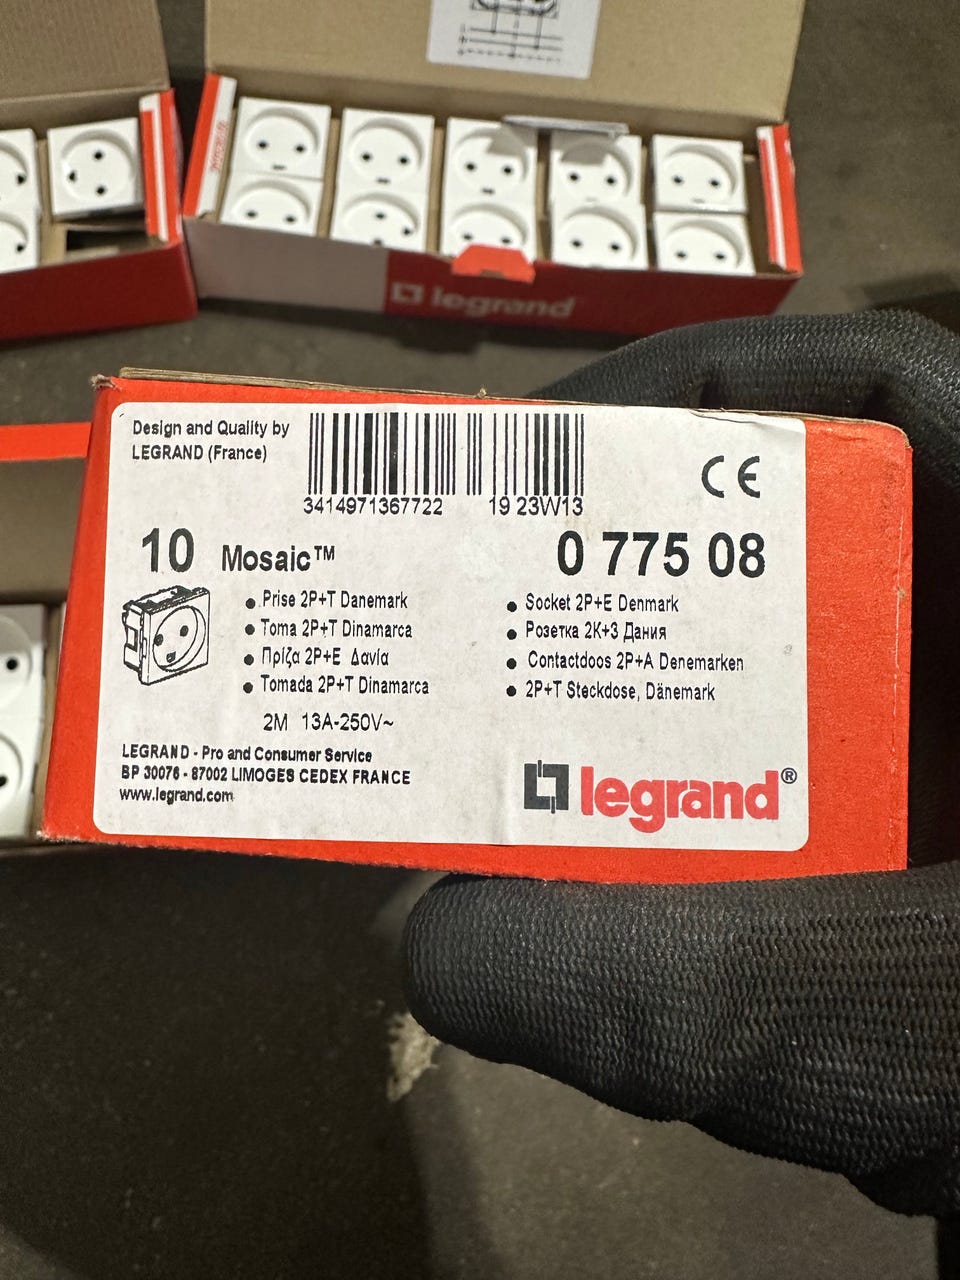 legrand
Design and Quality by
LEGRAND (France)
3414971367722 19 23W13
CE
10 Mosaic™ 0 775 08
• Prise 2P+T Danemark
• Toma 2P+T Dinamarca
• Πρίζα 2P+E Δανία
• Tomada 2P+T Dinamarca
• Socket 2P+E Denmark
• Розетка 2К+З Дания
• Contactdoos 2P+A Denemarken
• 2P+T Steckdose, Dänemark
2M 13A-250V~
LEGRAND - Pro and Consumer Service
BP 30076 - 87002 LIMOGES CEDEX FRANCE
www.legrand.com
legrand®